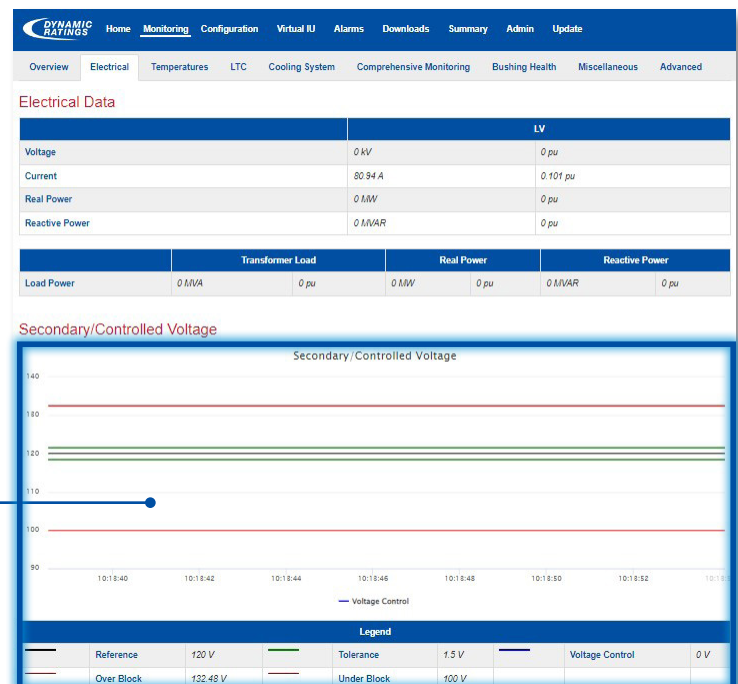 DYNAMIC RATINGS Home Monitoring Configuration Virtual IU Alarms Downloads Summary Admin Update
Overview Electrical Temperatures LTC Cooling System Comprehensive Monitoring Bushing Health Miscellaneous Advanced
Electrical Data
LV
Voltage 0 kV 0 pu
Current 80.94 A 0.101 pu
Real Power 0 MW 0 pu
Reactive Power 0 MVAR 0 pu
Transformer Load Real Power Reactive Power
Load Power 0 MVA 0 pu 0 MW 0 pu 0 MVAR 0 pu
Secondary/Controlled Voltage
Secondary/Controlled Voltage
140
120
110
100
90
10:18:40 10:18:42 10:18:44 10:18:46 10:18:48 10:18:50 10:18:52
Voltage Control
Legend
Reference 120 V Tolerance 1.5 V Voltage Control 0 V
Over Block 132.48 V Under Block 100 V